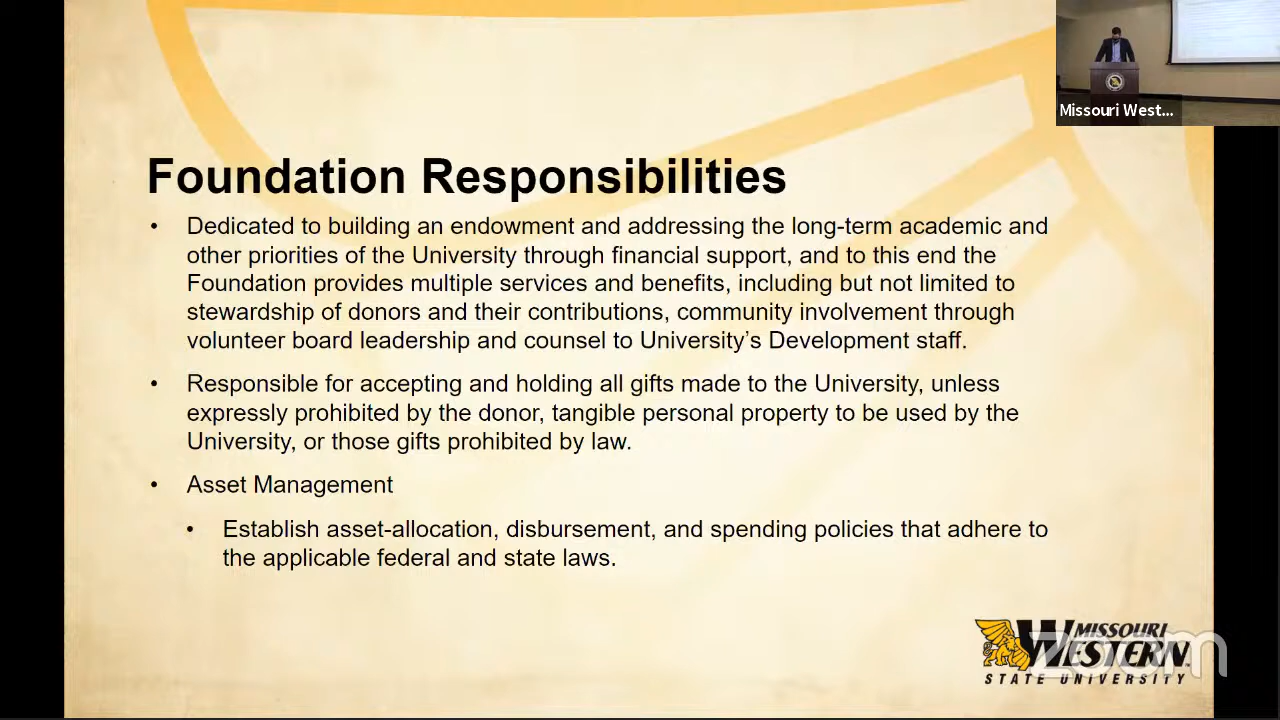 Missouri West...
Foundation Responsibilities
• Dedicated to building an endowment and addressing the long-term academic and
other priorities of the University through financial support, and to this end the
Foundation provides multiple services and benefits, including but not limited to
stewardship of donors and their contributions, community involvement through
volunteer board leadership and counsel to University’s Development staff.
• Responsible for accepting and holding all gifts made to the University, unless
expressly prohibited by the donor, tangible personal property to be used by the
University, or those gifts prohibited by law.
• Asset Management
• Establish asset-allocation, disbursement, and spending policies that adhere to
the applicable federal and state laws.
MISSOURI
WESTERN
STATE UNIVERSITY
zoom